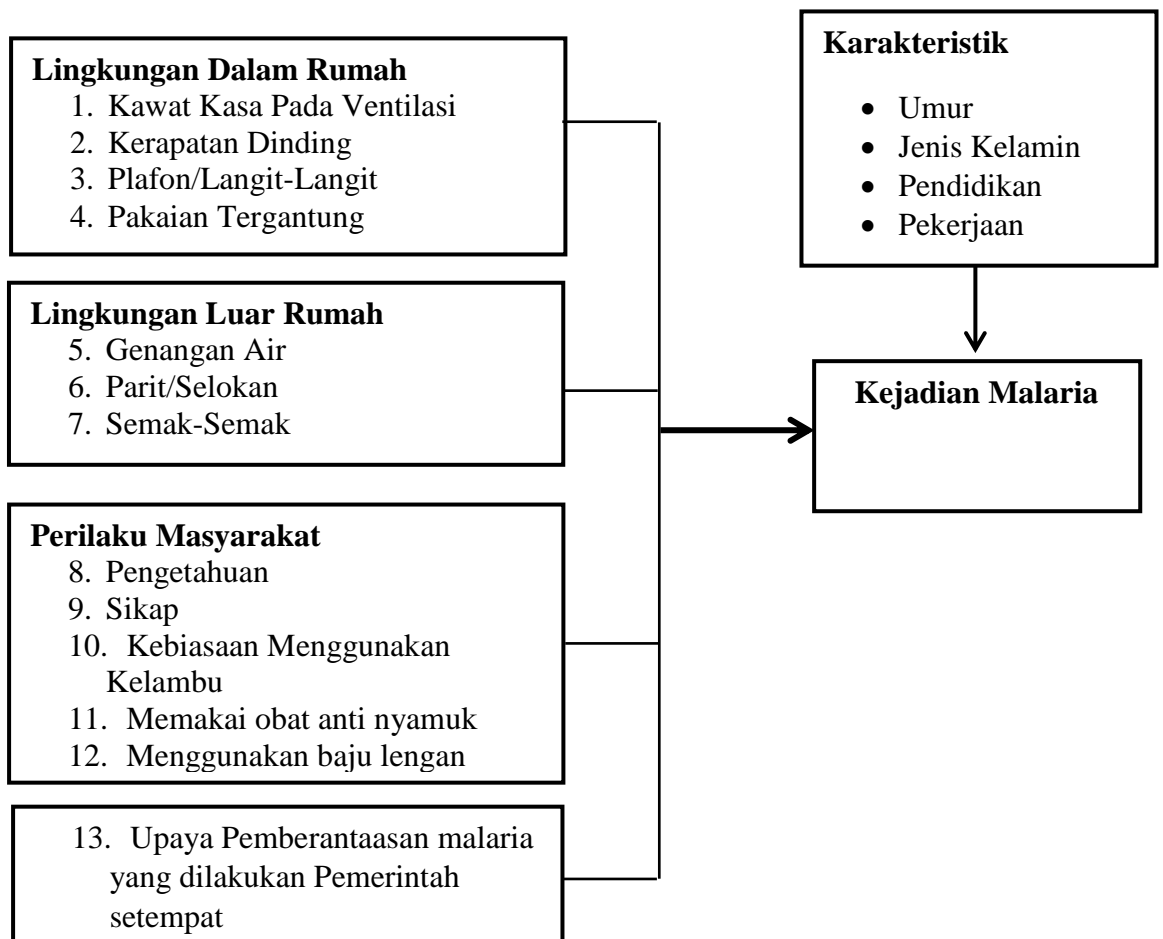 Lingkungan Dalam Rumah
1. Kawat Kasa Pada Ventilasi
2. Kerapatan Dinding
3. Plafon/Langit-Langit
4. Pakaian Tergantung
Lingkungan Luar Rumah
5. Genangan Air
6. Parit/Selokan
7. Semak-Semak
Perilaku Masyarakat
8. Pengetahuan
9. Sikap
10. Kebiasaan Menggunakan
Kelambu
11. Memakai obat anti nyamuk
12. Menggunakan baju lengan
13. Upaya Pemberantaasan malaria
yang dilakukan Pemerintah
setempat
Karakteristik
• Umur
• Jenis Kelamin
• Pendidikan
• Pekerjaan
Kejadian Malaria